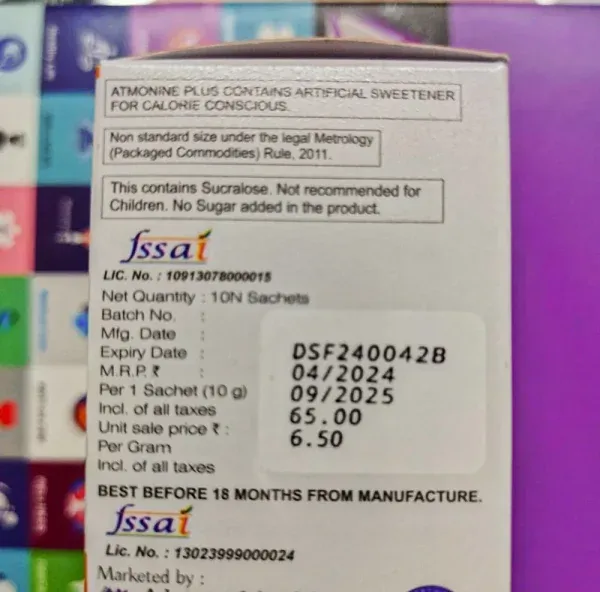 ATMONINE PLUS CONTAINS ARTIFICIAL SWEETENER
FOR CALORIE CONSCIOUS.
Non standard size under the legal Metrology
(Packaged Commodities) Rule, 2011.
This contains Sucralose. Not recommended for
Children. No Sugar added in the product.
fssai
LIC. No. : 10913078000015
Net Quantity : 10N Sachets
Batch No. :
Mfg. Date :
Expiry Date :
M.R.P. ₹ :
Per 1 Sachet (10 g)
Incl. of all taxes
Unit sale price ₹ :
Per Gram
Incl. of all taxes
DSF240042B
04/2024
09/2025
65.00
6.50
BEST BEFORE 18 MONTHS FROM MANUFACTURE.
fssai
Lic. No. : 13023999000024
Marketed by :